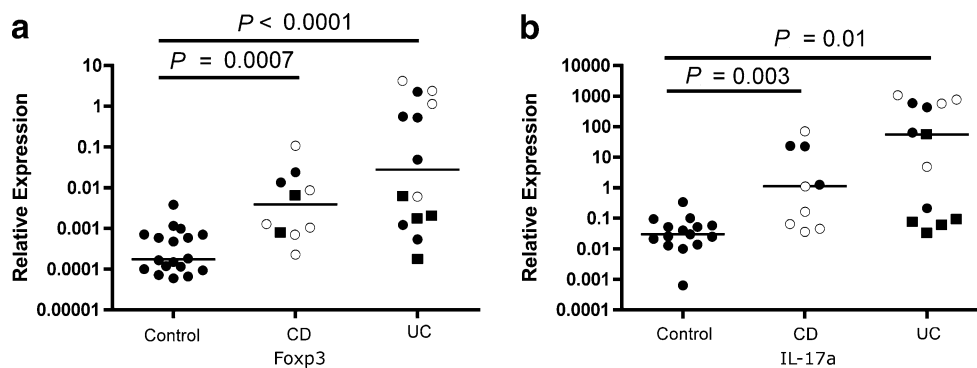 a
P < 0.0001
P = 0.0007
Relative Expression
10
1
0.1
0.01
0.001
0.0001
0.00001
Control
CD
UC
Foxp3
b
P = 0.01
P = 0.003
Relative Expression
10000
1000
100
10
1
0.1
0.01
0.001
0.0001
Control
CD
UC
IL-17a